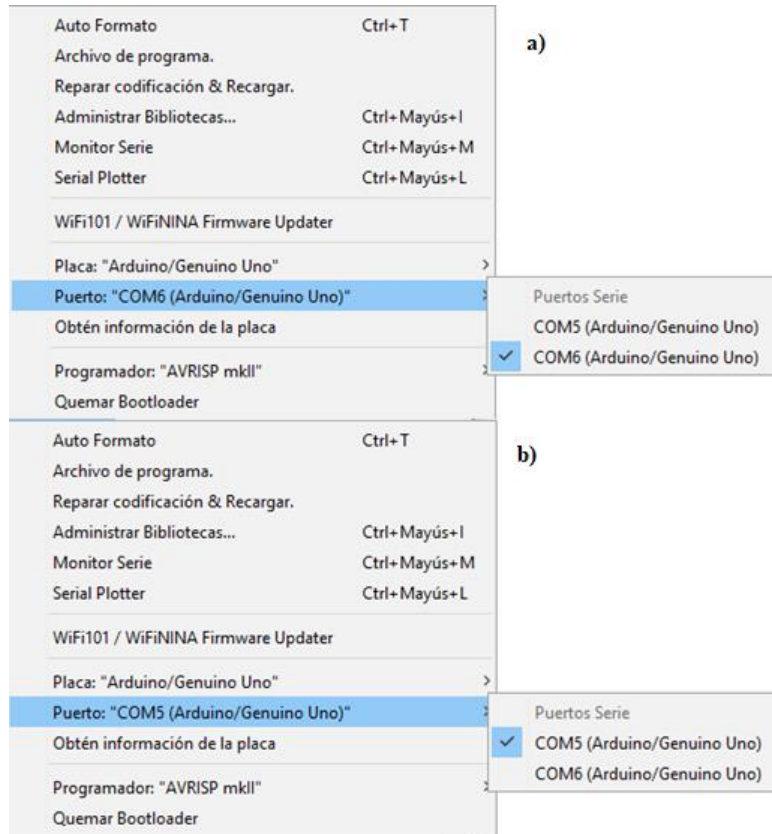 Auto Formato Ctrl+T
a)
Archivo de programa.
Reparar codificación & Recargar.
Administrar Bibliotecas... Ctrl+Mayús+I
Monitor Serie Ctrl+Mayús+M
Serial Plotter Ctrl+Mayús+L
WiFi101 / WiFiNINA Firmware Updater
Placa: "Arduino/Genuino Uno"
Puerto: "COM6 (Arduino/Genuino Uno)"
Puertos Serie
Obtén información de la placa
COM5 (Arduino/Genuino Uno)
COM6 (Arduino/Genuino Uno)
Programador: "AVRISP mkII"
Quemar Bootloader
Auto Formato Ctrl+T
b)
Archivo de programa.
Reparar codificación & Recargar.
Administrar Bibliotecas... Ctrl+Mayús+I
Monitor Serie Ctrl+Mayús+M
Serial Plotter Ctrl+Mayús+L
WiFi101 / WiFiNINA Firmware Updater
Placa: "Arduino/Genuino Uno"
Puerto: "COM5 (Arduino/Genuino Uno)"
Puertos Serie
Obtén información de la placa
COM5 (Arduino/Genuino Uno)
COM6 (Arduino/Genuino Uno)
Programador: "AVRISP mkII"
Quemar Bootloader